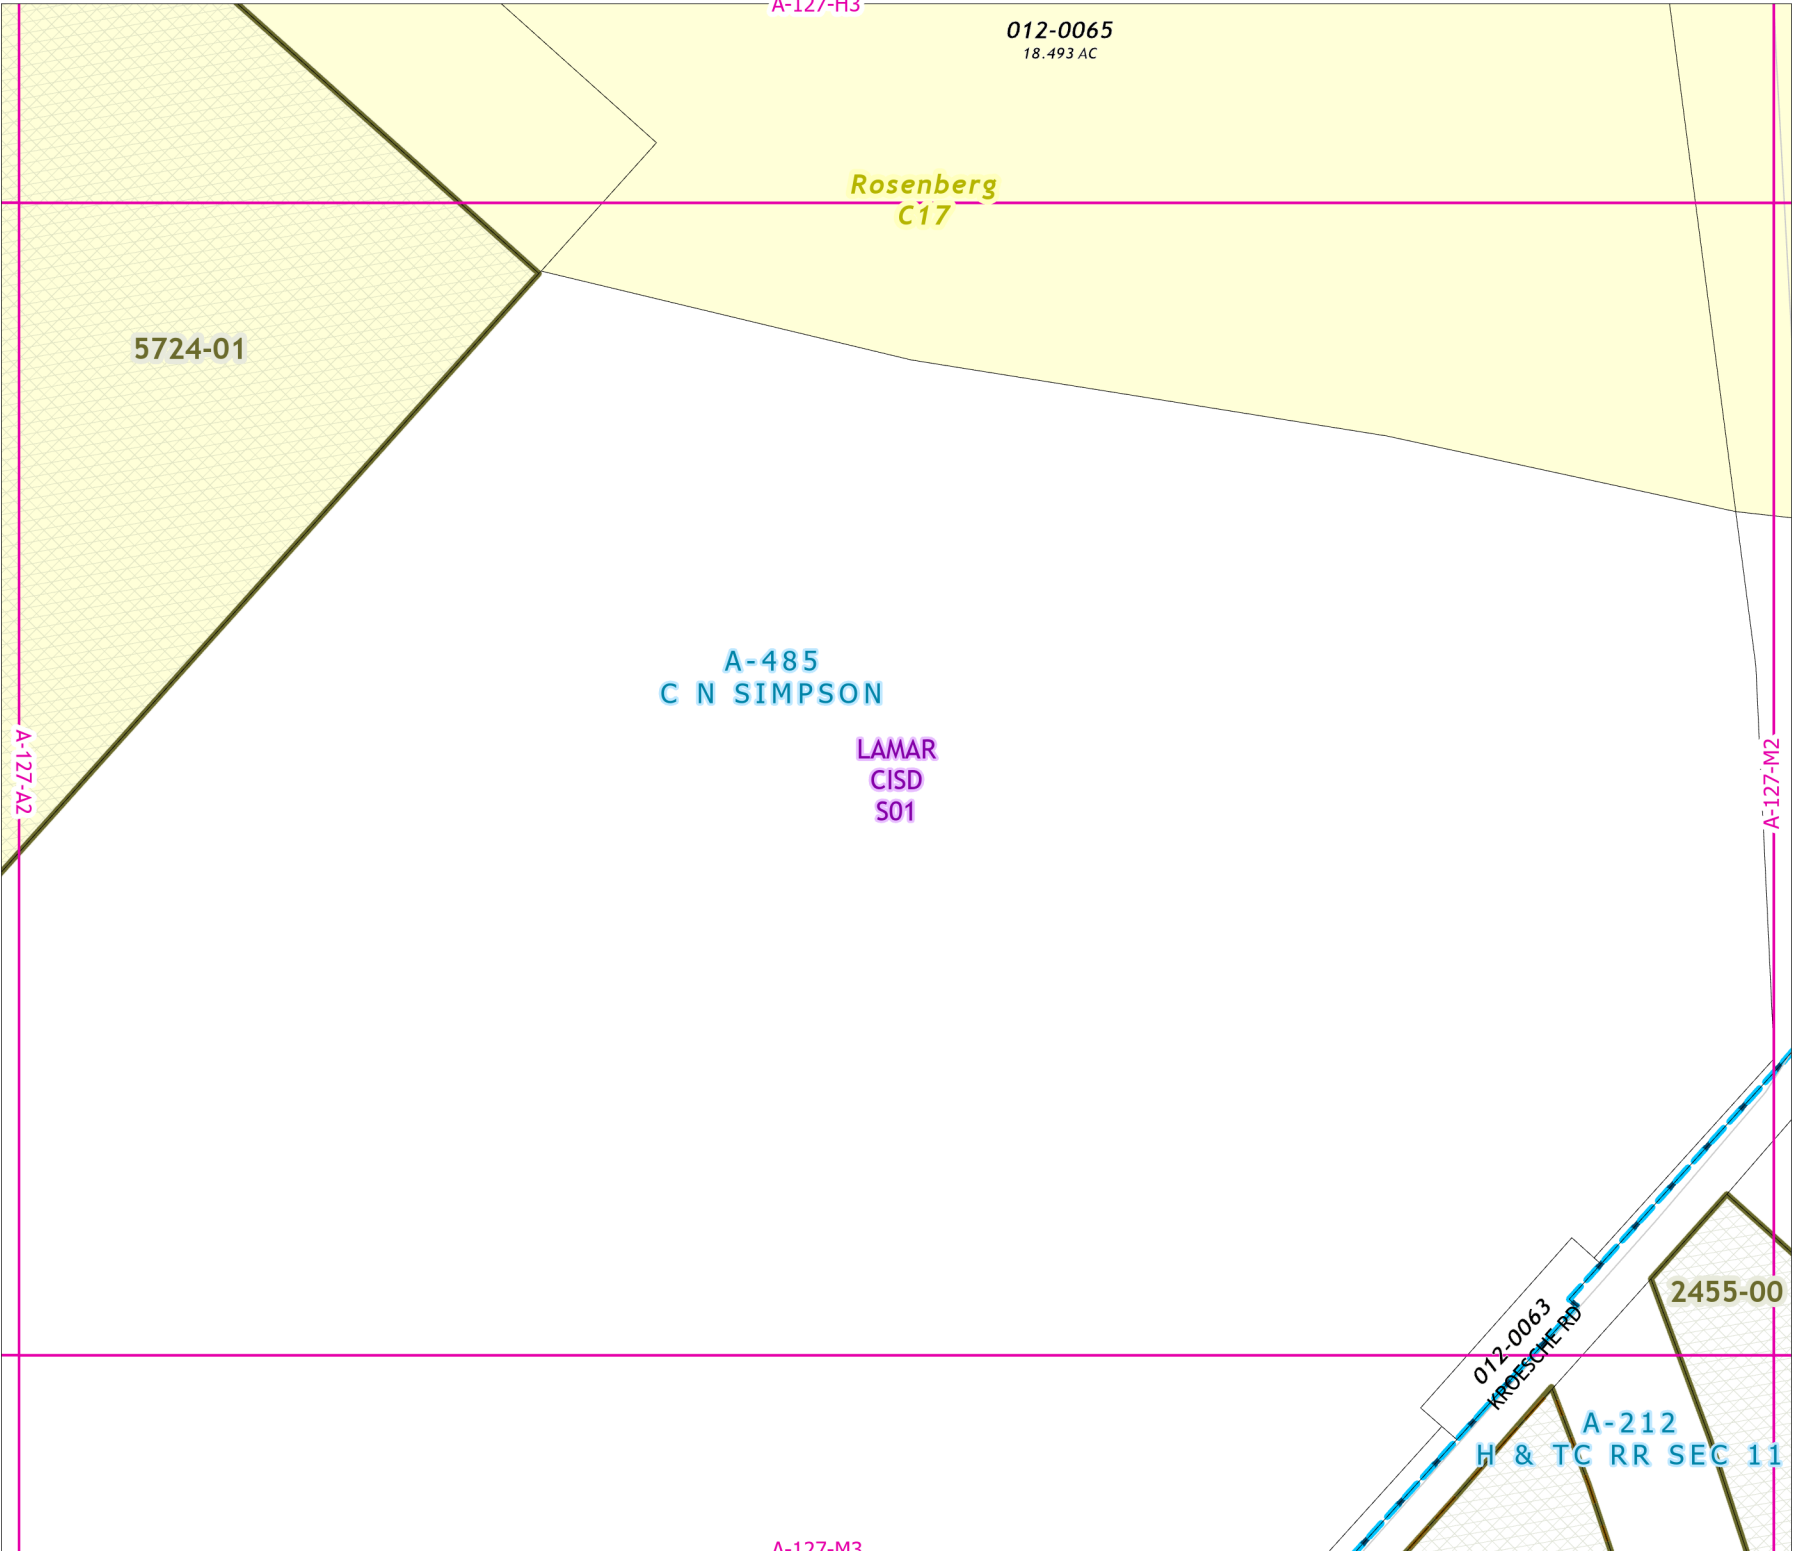 A-127-H3
012-0065
18.493 AC
Rosenberg
C17
5724-01
A-485
C N SIMPSON
LAMAR
CISD
S01
A-127-A2
A-127-M2
2455-00
012-0063
KROESCHE RD
A-212
H & TC RR SEC 11
A-127-M3